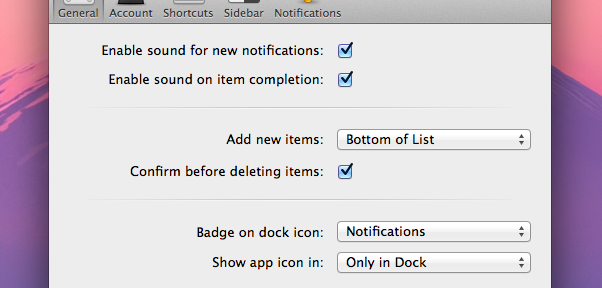 General Account Shortcuts Sidebar Notifications
Enable sound for new notifications:
Enable sound on item completion:
Add new items: Bottom of List
Confirm before deleting items:
Badge on dock icon: Notifications
Show app icon in: Only in Dock